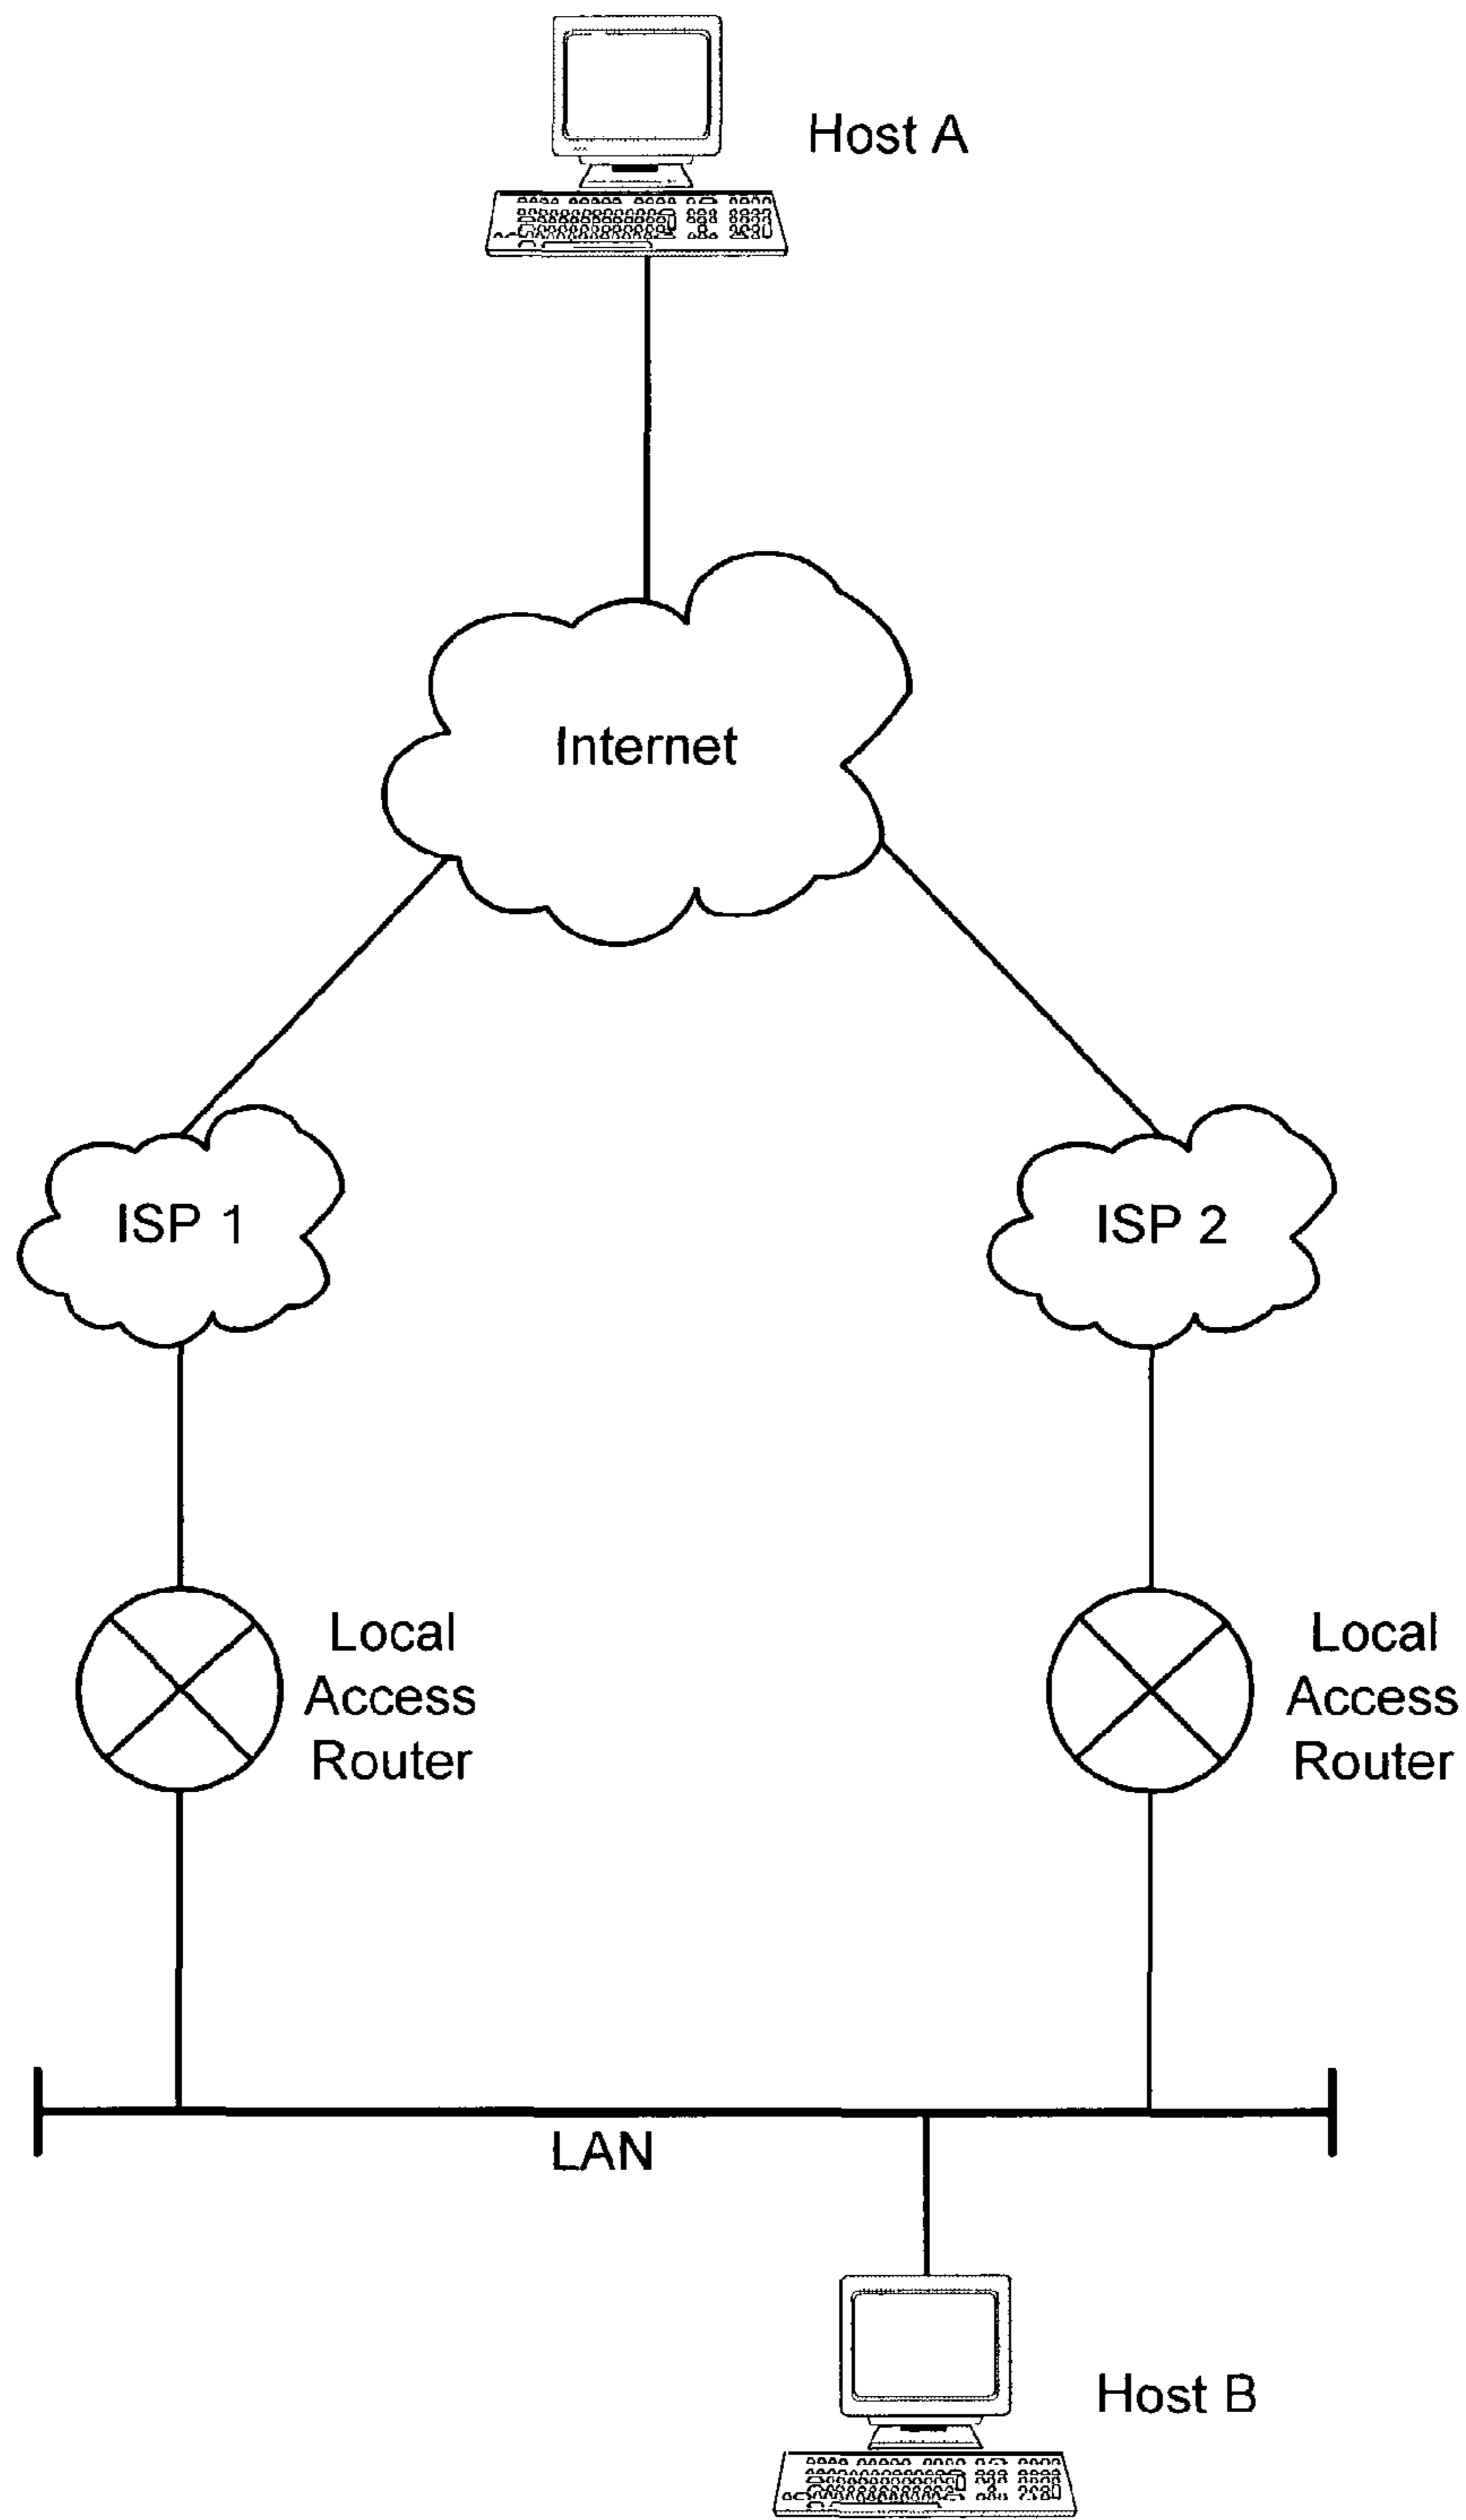 Host A
Internet
ISP 1
ISP 2
Local
Access
Router
Local
Access
Router
LAN
Host B